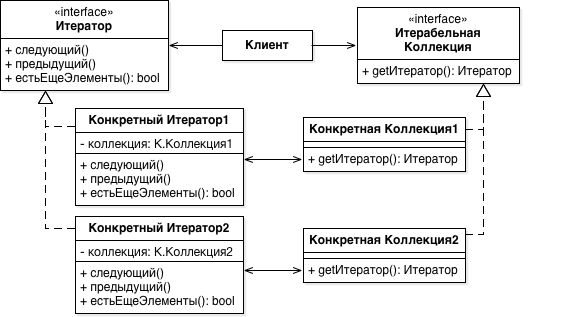 «interface»
Итератор
+ следующий()
+ предыдущий()
+ естьЕщеЭлементы(): bool
Клиент
«interface»
Итерабельная
Коллекция
+ getИтератор(): Итератор
Конкретный Итератор1
- коллекция: К.Коллекция1
+ следующий()
+ предыдущий()
+ естьЕщеЭлементы(): bool
Конкретная Коллекция1
+ getИтератор(): Итератор
Конкретный Итератор2
- коллекция: К.Коллекция2
+ следующий()
+ предыдущий()
+ естьЕщеЭлементы(): bool
Конкретная Коллекция2
+ getИтератор(): Итератор